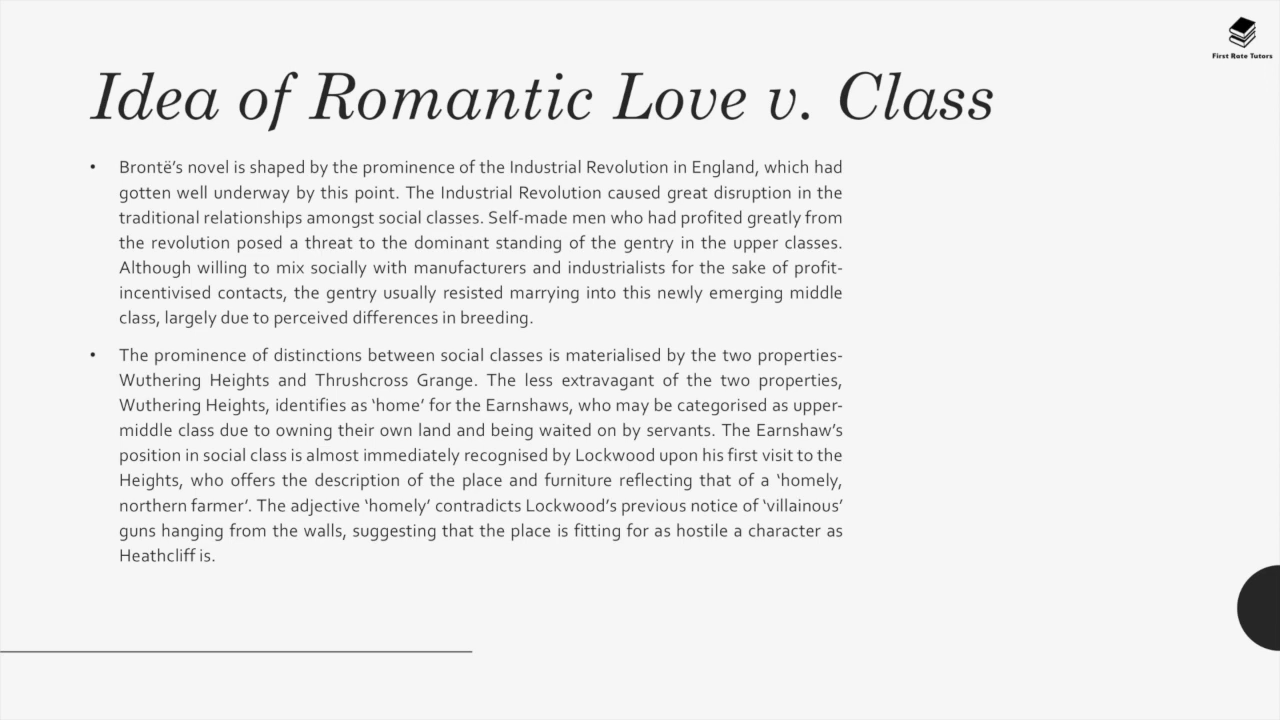 First Rate Tutors
Idea of Romantic Love v. Class
• Brontë’s novel is shaped by the prominence of the Industrial Revolution in England, which had
gotten well underway by this point. The Industrial Revolution caused great disruption in the
traditional relationships amongst social classes. Self-made men who had profited greatly from
the revolution posed a threat to the dominant standing of the gentry in the upper classes.
Although willing to mix socially with manufacturers and industrialists for the sake of profit-
incentivised contacts, the gentry usually resisted marrying into this newly emerging middle
class, largely due to perceived differences in breeding.
• The prominence of distinctions between social classes is materialised by the two properties-
Wuthering Heights and Thrushcross Grange. The less extravagant of the two properties,
Wuthering Heights, identifies as ‘home’ for the Earnshaws, who may be categorised as upper-
middle class due to owning their own land and being waited on by servants. The Earnshaw’s
position in social class is almost immediately recognised by Lockwood upon his first visit to the
Heights, who offers the description of the place and furniture reflecting that of a ‘homely,
northern farmer’. The adjective ‘homely’ contradicts Lockwood’s previous notice of ‘villainous’
guns hanging from the walls, suggesting that the place is fitting for as hostile a character as
Heathcliff is.